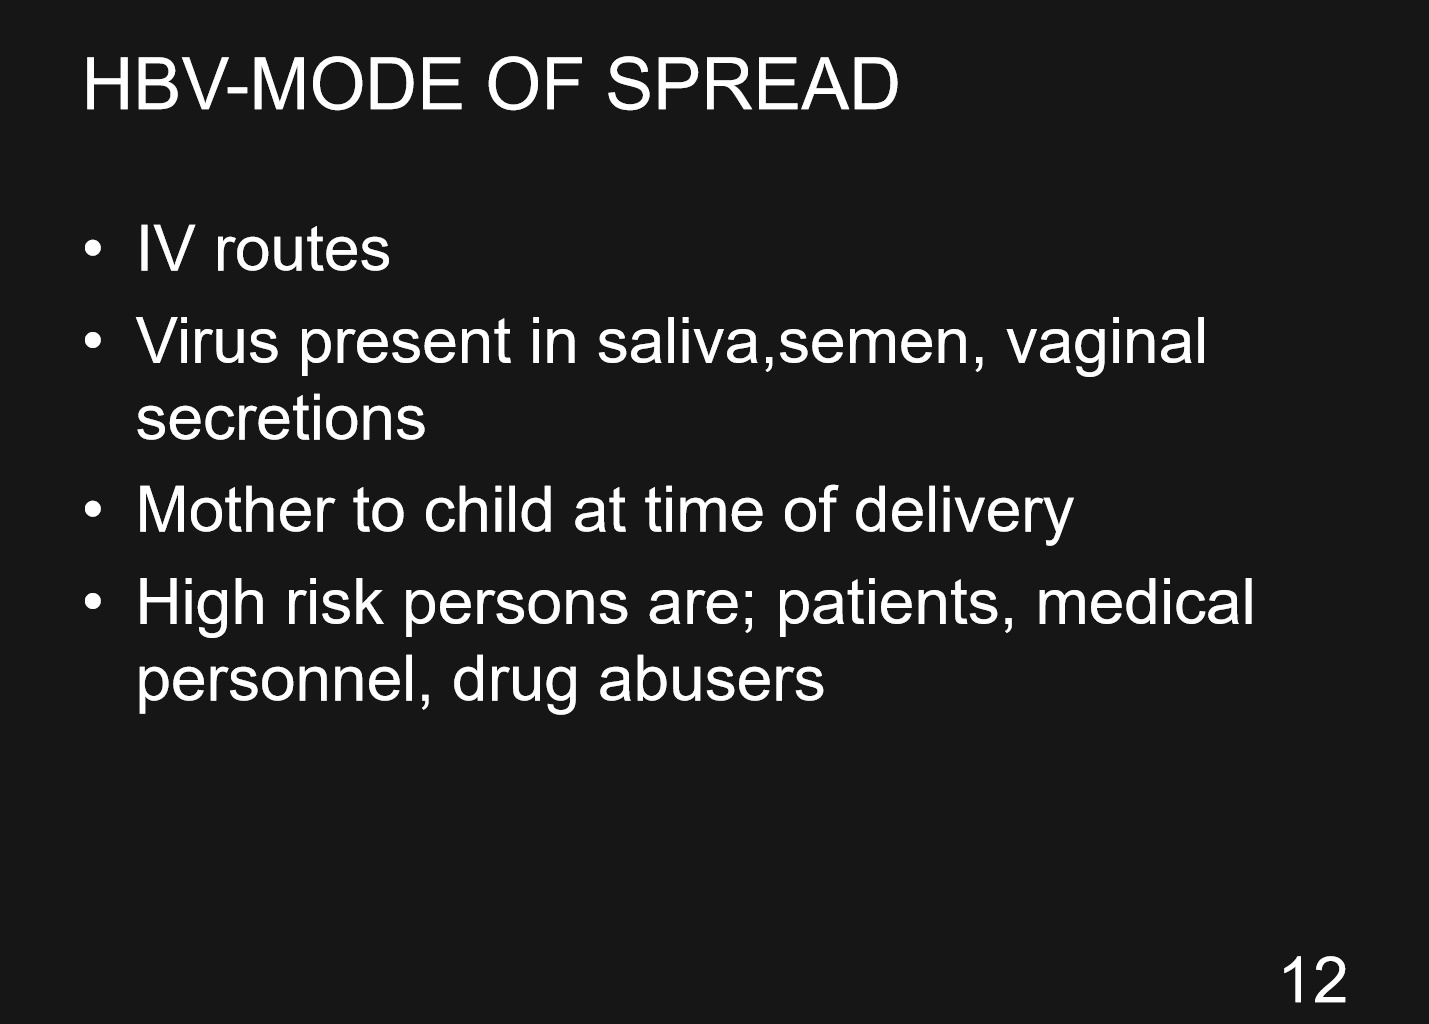 HBV-MODE OF SPREAD
• IV routes
• Virus present in saliva,semen, vaginal
secretions
• Mother to child at time of delivery
• High risk persons are; patients, medical
personnel, drug abusers
12